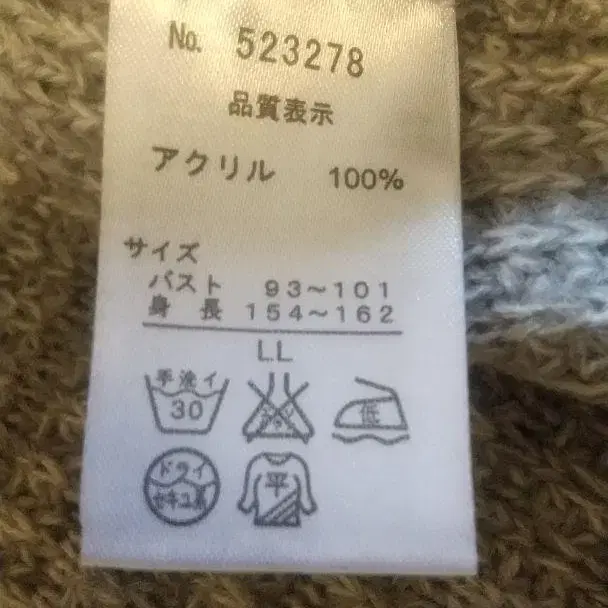 No. 523278
品質表示
アクリル 100%
サイズ
バスト 93～101
身長 154～162
LL
手洗イ
30
低
ドライ
セキユ系
平